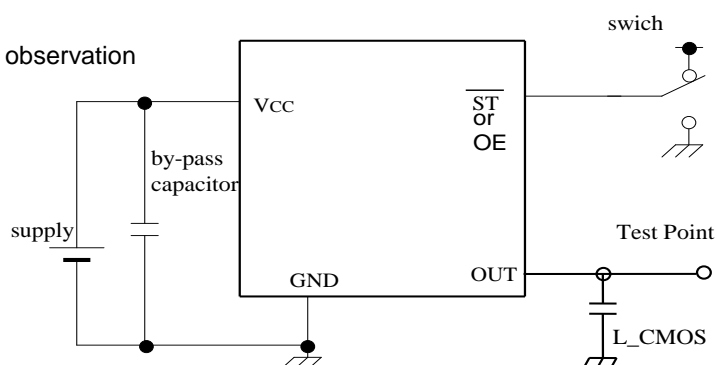 swich
observation
VCC
ST
or
OE
by-pass
capacitor
supply
Test Point
GND
OUT
L_CMOS